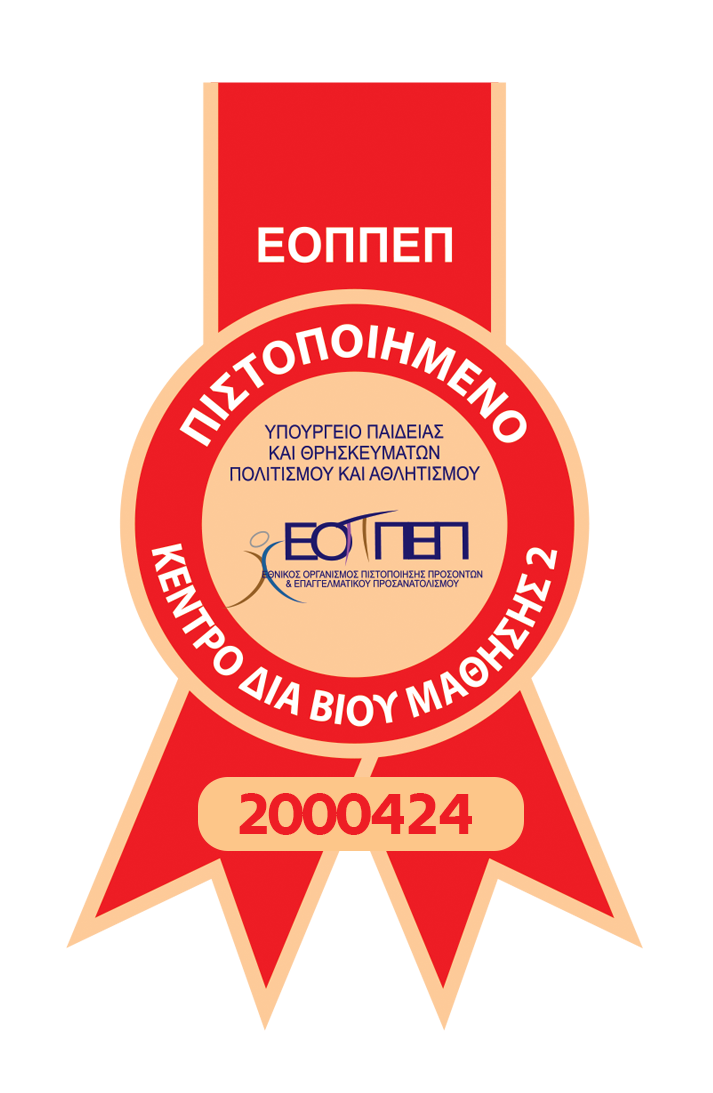 ΕΟΠΠΕΠ
ΠΙΣΤΟΠΟΙΗΜΕΝΟ
ΥΠΟΥΡΓΕΙΟ ΠΑΙΔΕΙΑΣ
ΚΑΙ ΘΡΗΣΚΕΥΜΑΤΩΝ
ΠΟΛΙΤΙΣΜΟΥ ΚΑΙ ΑΘΛΗΤΙΣΜΟΥ
ΕΟΠΠΕΠ
ΕΘΝΙΚΟΣ ΟΡΓΑΝΙΣΜΟΣ ΠΙΣΤΟΠΟΙΗΣΗΣ ΠΡΟΣΟΝΤΩΝ
& ΕΠΑΓΓΕΛΜΑΤΙΚΟΥ ΠΡΟΣΑΝΑΤΟΛΙΣΜΟΥ
ΚΕΝΤΡΟ ΔΙΑ ΒΙΟΥ ΜΑΘΗΣΗΣ 2
2000424